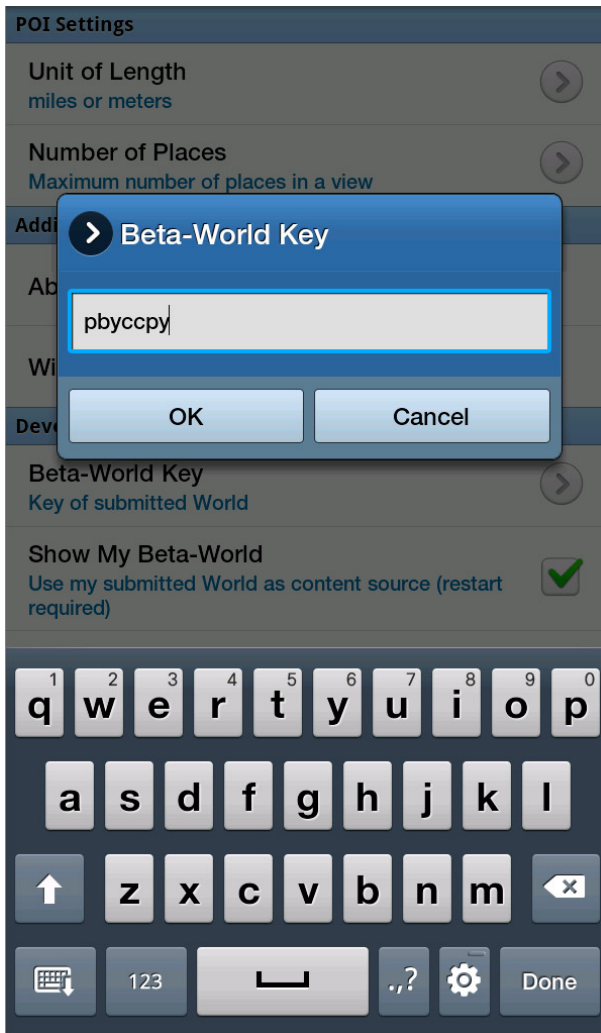 POI Settings
Unit of Length
miles or meters
Number of Places
Maximum number of places in a view
Addi
Beta-World Key
Ab
pbyccpy
Wi
OK Cancel
Deve
Beta-World Key
Key of submitted World
Show My Beta-World
Use my submitted World as content source (restart
required)
1 2 3 4 5 6 7 8 9 0
q w e r t y u i o p
a s d f g h j k l
z x c v b n m
123 .,? Done